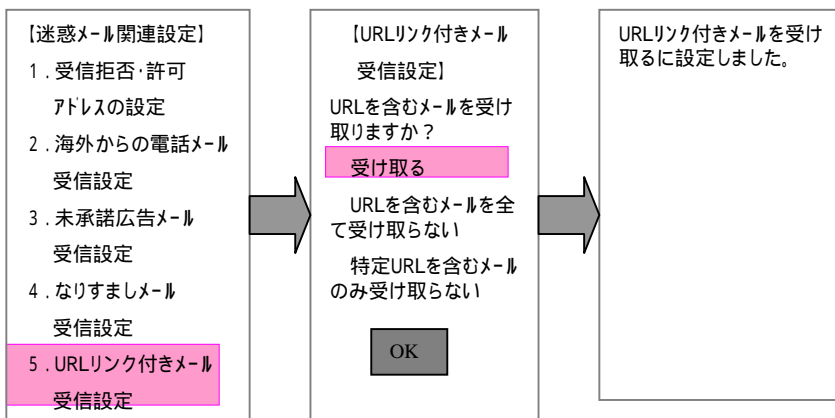 【迷惑ﾒｰﾙ関連設定】
1．受信拒否・許可
ｱﾄﾞﾚｽの設定
2．海外からの電話ﾒｰﾙ
受信設定
3．未承諾広告ﾒｰﾙ
受信設定
4．なりすましﾒｰﾙ
受信設定
5．URLﾘﾝｸ付きﾒｰﾙ
受信設定
【URLﾘﾝｸ付きﾒｰﾙ
受信設定】
URLを含むﾒｰﾙを受け
取りますか？
受け取る
URLを含むﾒｰﾙを全
て受け取らない
特定URLを含むﾒｰﾙ
のみ受け取らない
OK
URLﾘﾝｸ付きﾒｰﾙを受け
取るに設定しました。